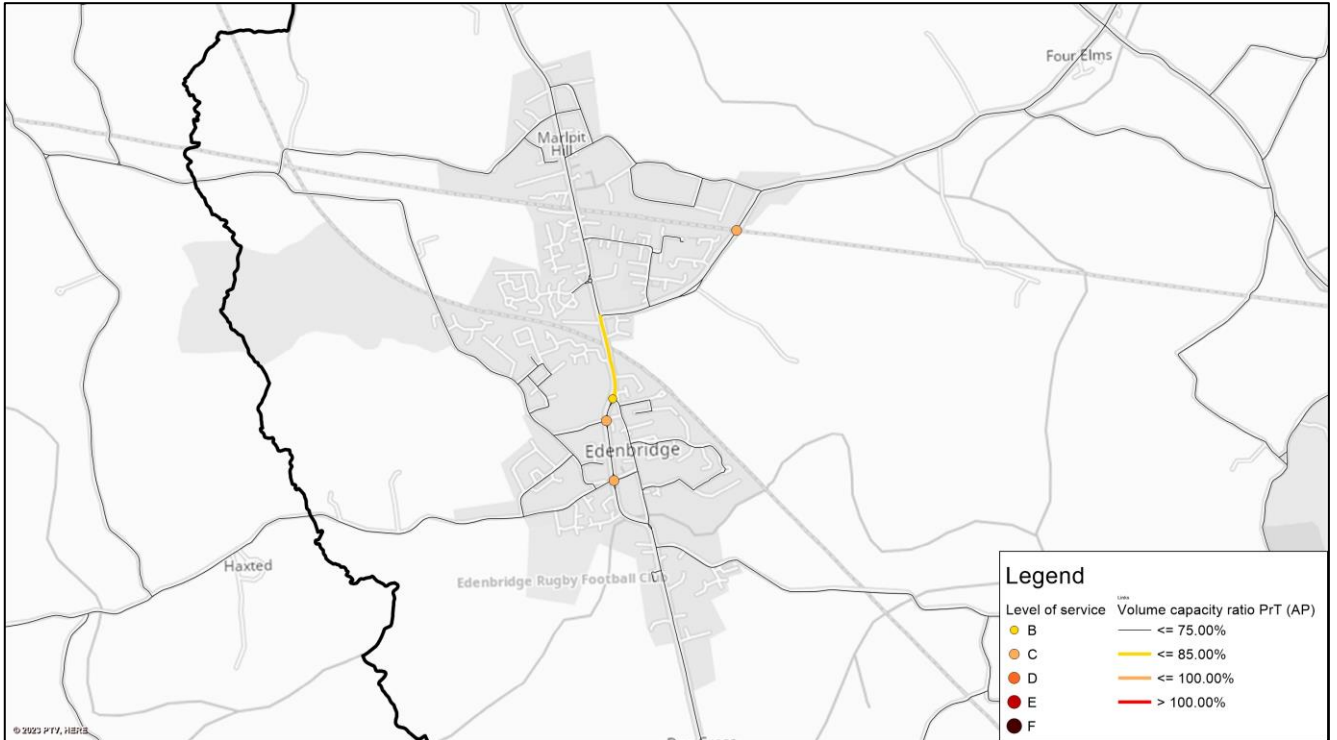 Four Elms
Marlpit
Hill
Edenbridge
Haxted
Edenbridge Rugby Football Club
Legend
Links
Level of service Volume capacity ratio PrT (AP)
B <= 75.00%
C <= 85.00%
D <= 100.00%
E > 100.00%
F
© 2023 PTV, HERE